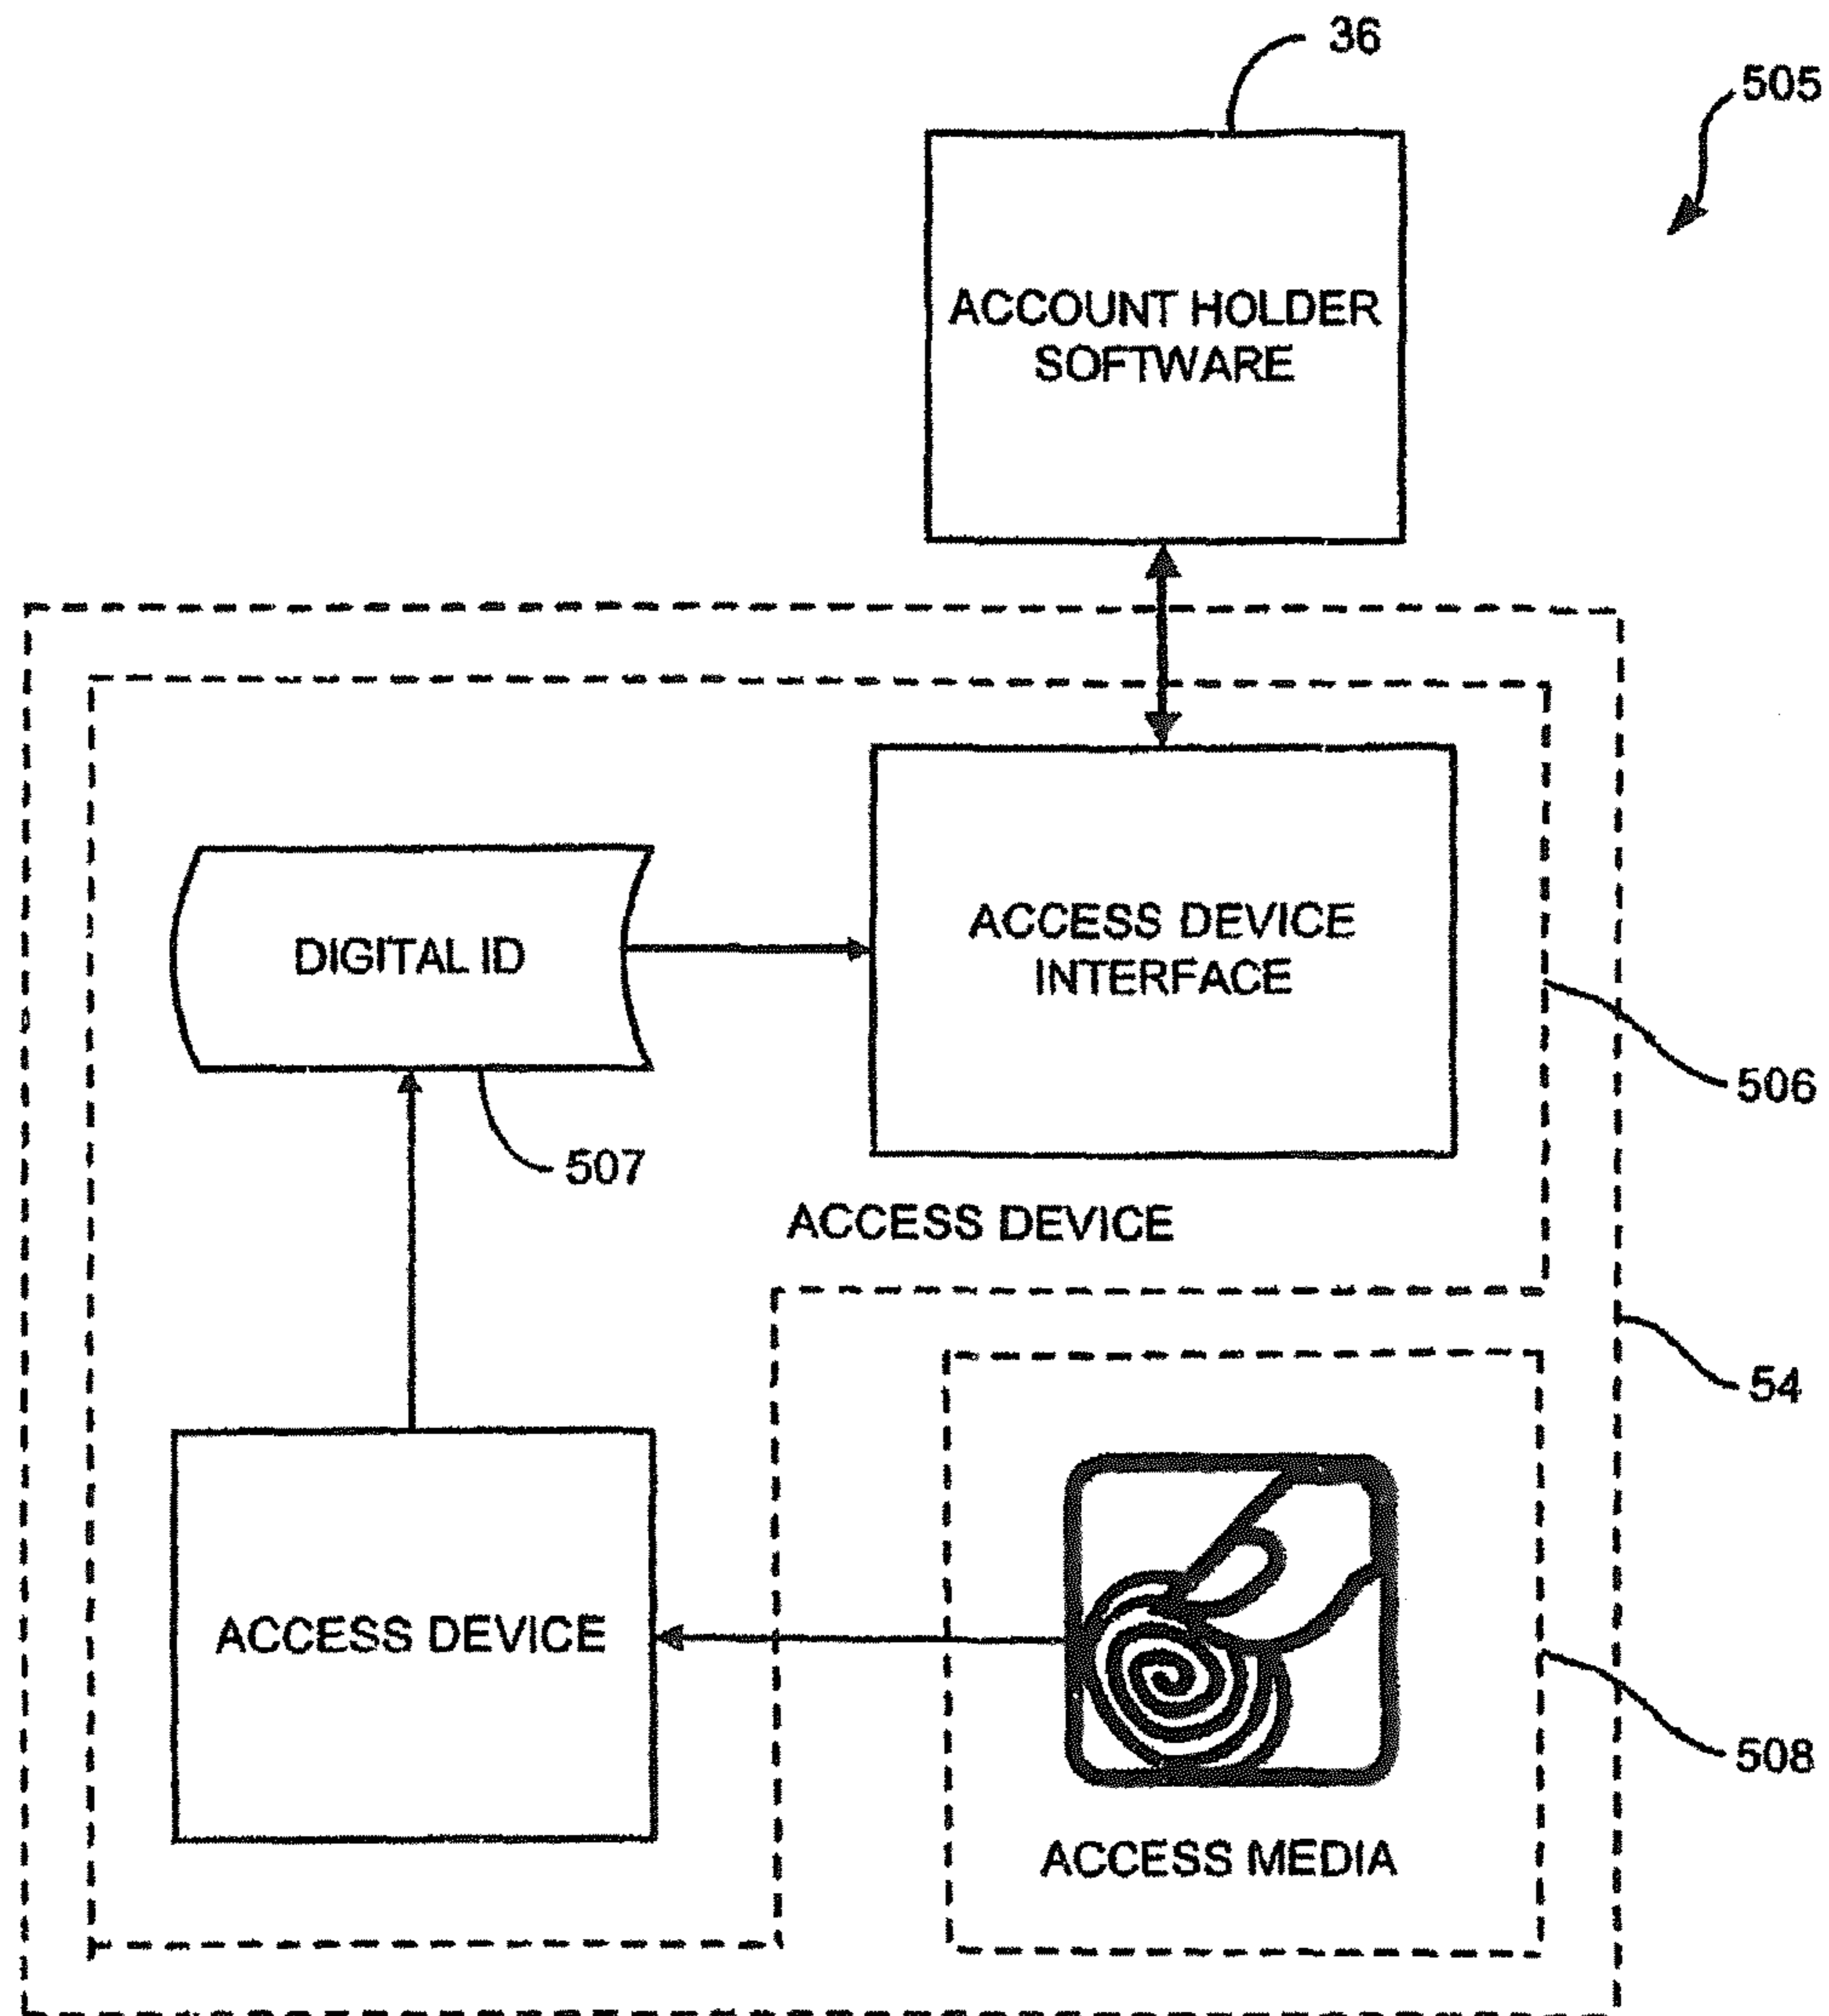 36
505
ACCOUNT HOLDER
SOFTWARE
DIGITAL ID
ACCESS DEVICE
INTERFACE
506
507
ACCESS DEVICE
54
ACCESS DEVICE
508
ACCESS MEDIA